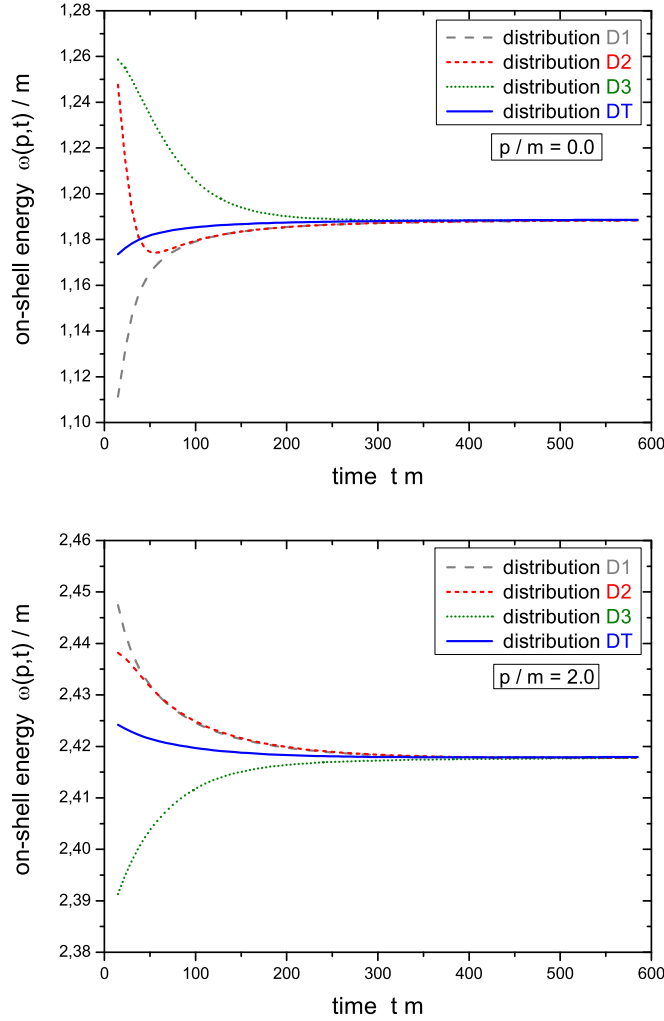 1,28
1,26
1,24
1,22
1,20
1,18
1,16
1,14
1,12
1,10
on-shell energy ω(p,t) / m
distribution D1
distribution D2
distribution D3
distribution DT
p / m = 0.0
0 100 200 300 400 500 600
time t m
2,46
2,45
2,44
2,43
2,42
2,41
2,40
2,39
2,38
on-shell energy ω(p,t) / m
distribution D1
distribution D2
distribution D3
distribution DT
p / m = 2.0
0 100 200 300 400 500 600
time t m